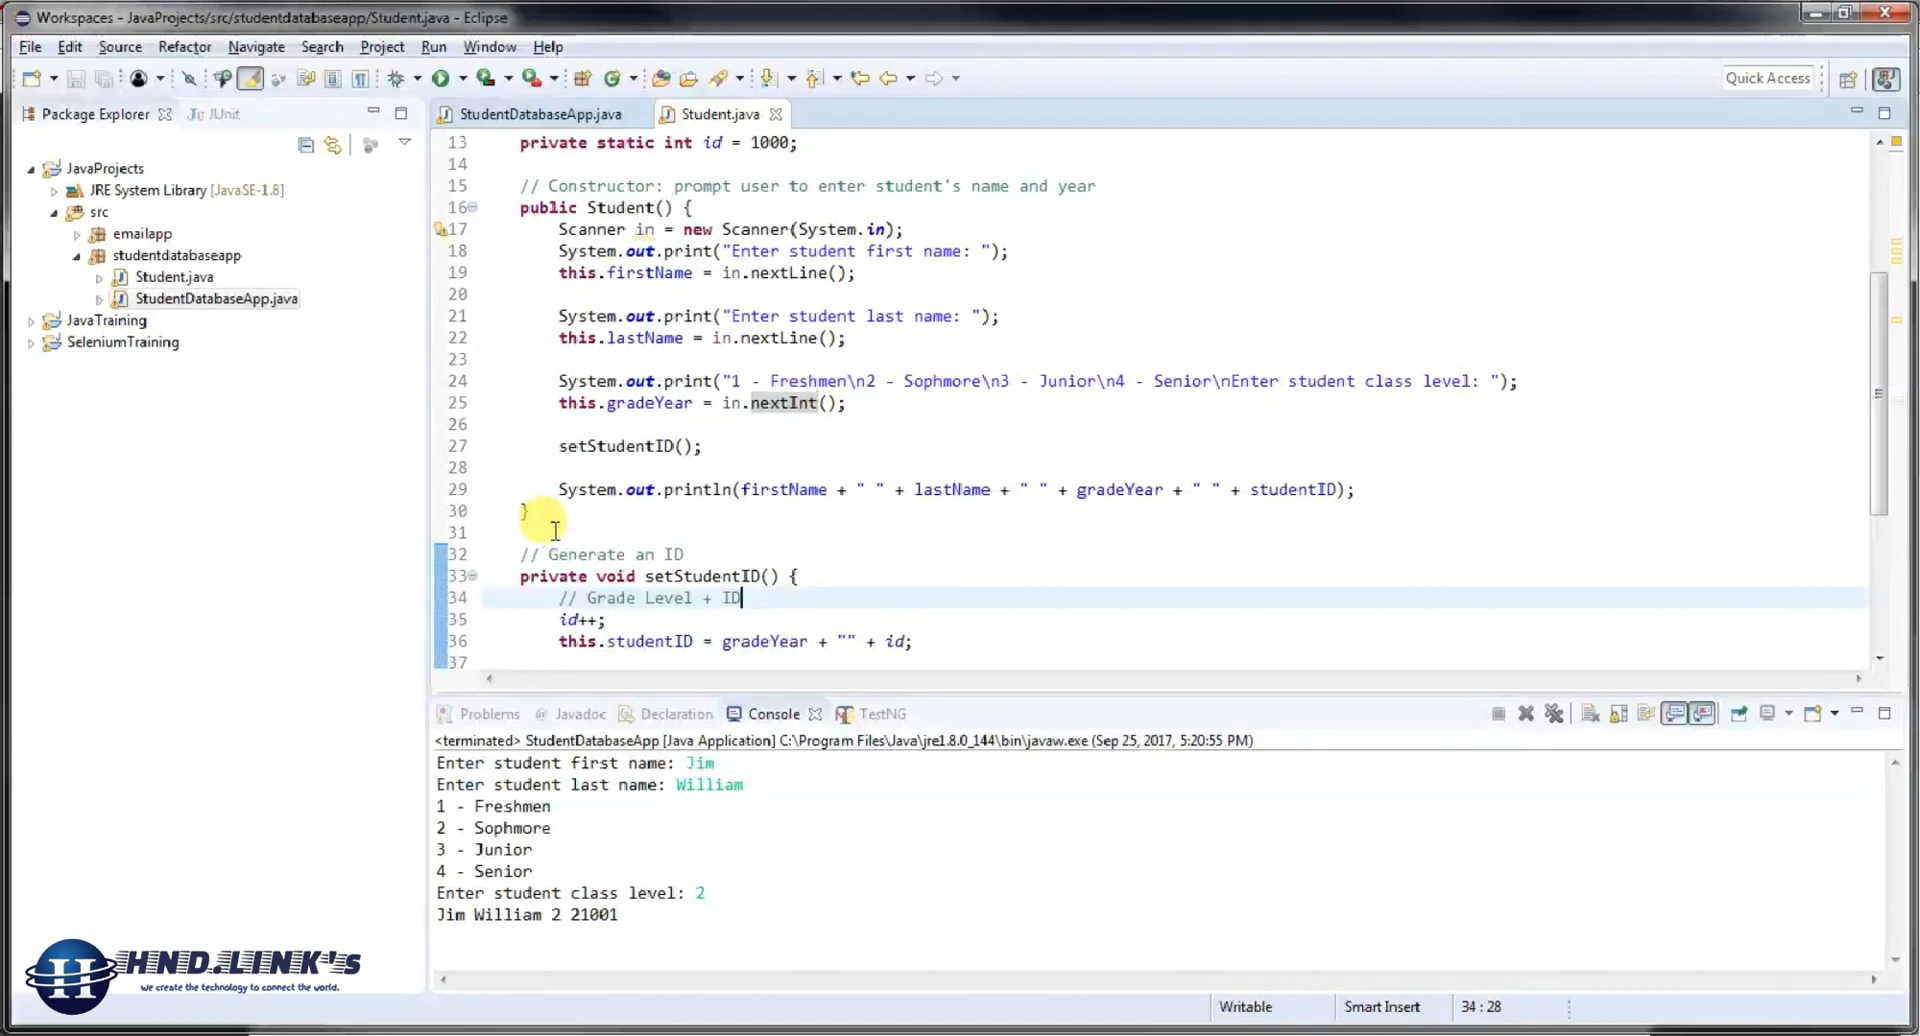 Workspaces - JavaProjects/src/studentdatabaseapp/Student.java - Eclipse
File Edit Source Refactor Navigate Search Project Run Window Help
Quick Access
Package Explorer JUnit
JavaProjects
JRE System Library [JavaSE-1.8]
src
emailapp
studentdatabaseapp
Student.java
StudentDatabaseApp.java
JavaTraining
SeleniumTraining
StudentDatabaseApp.java Student.java
13 private static int id = 1000;
14
15 // Constructor: prompt user to enter student's name and year
16 public Student() {
17 Scanner in = new Scanner(System.in);
18 System.out.print("Enter student first name: ");
19 this.firstName = in.nextLine();
20
21 System.out.print("Enter student last name: ");
22 this.lastName = in.nextLine();
23
24 System.out.print("1 - Freshmen\n2 - Sophmore\n3 - Junior\n4 - Senior\nEnter student class level: ");
25 this.gradeYear = in.nextInt();
26
27 setStudentID();
28
29 System.out.println(firstName + " " + lastName + " " + gradeYear + " " + studentID);
30 }
31
32 // Generate an ID
33 private void setStudentID() {
34 // Grade Level + ID
35 id++;
36 this.studentID = gradeYear + "" + id;
37
Problems @ Javadoc Declaration Console TestNG
<terminated> StudentDatabaseApp [Java Application] C:\Program Files\Java\jre1.8.0_144\bin\javaw.exe (Sep 25, 2017, 5:20:55 PM)
Enter student first name: Jim
Enter student last name: William
1 - Freshmen
2 - Sophmore
3 - Junior
4 - Senior
Enter student class level: 2
Jim William 2 21001
HND.LINK's
we create the technology to connect the world.
Writable Smart Insert 34 : 28